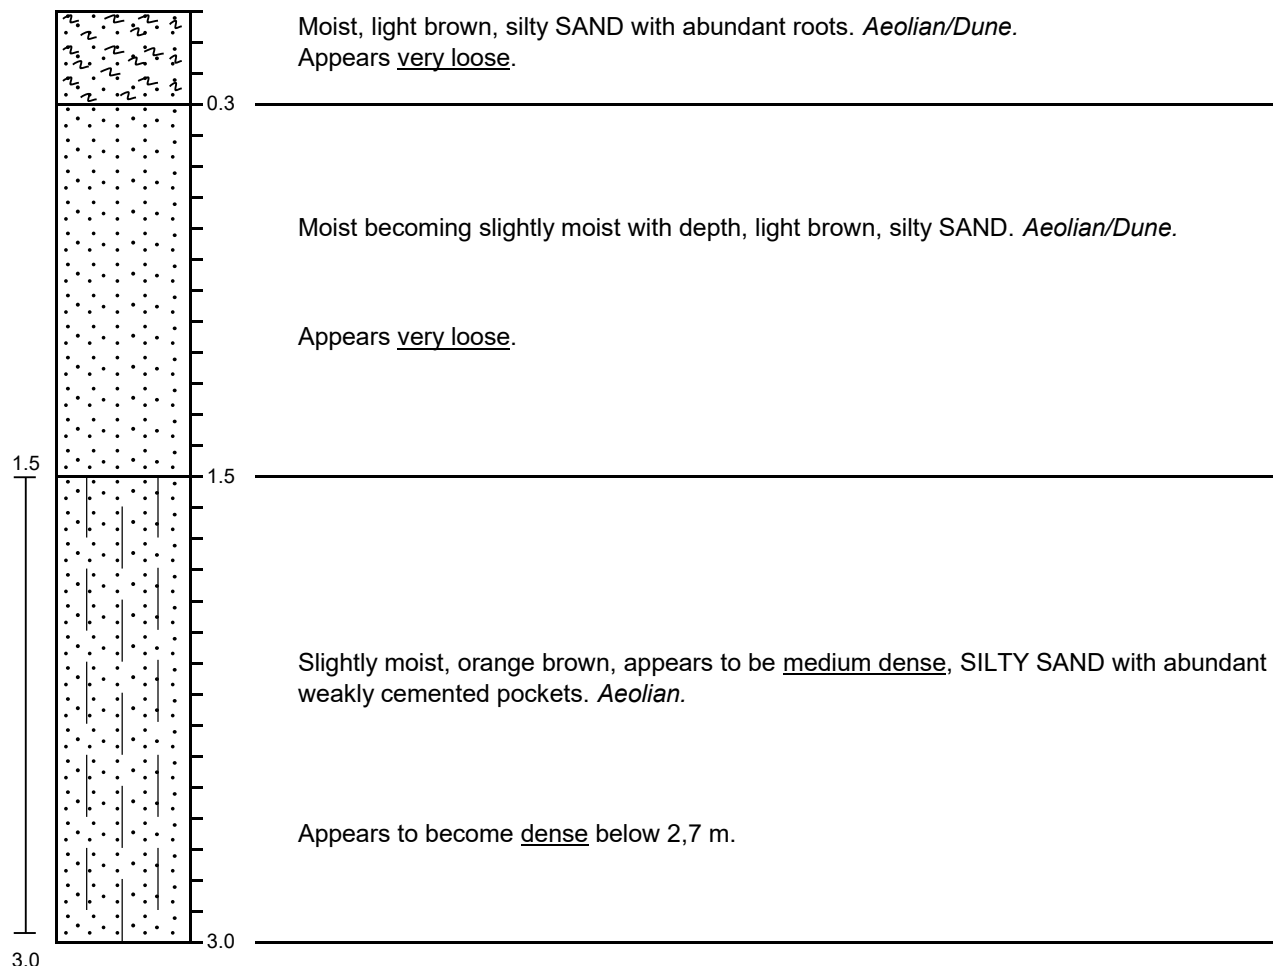 Moist, light brown, silty SAND with abundant roots. Aeolian/Dune.
Appears very loose.
0.3
Moist becoming slightly moist with depth, light brown, silty SAND. Aeolian/Dune.
Appears very loose.
1.5
1.5
Slightly moist, orange brown, appears to be medium dense, SILTY SAND with abundant
weakly cemented pockets. Aeolian.
Appears to become dense below 2,7 m.
3.0
3.0